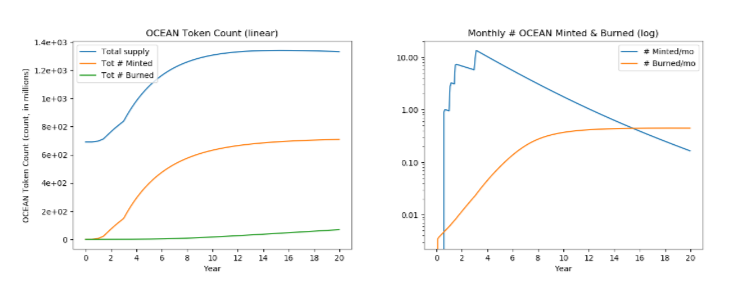 OCEAN Token Count (linear)
OCEAN Token Count (count, in millions)
1.4e+03
1.2e+03
1e+03
8e+02
6e+02
4e+02
2e+02
0
Total supply
Tot # Minted
Tot # Burned
0 2 4 6 8 10 12 14 16 18 20
Year
Monthly # OCEAN Minted & Burned (log)
10.00
1.00
0.10
0.01
# Minted/mo
# Burned/mo
0 2 4 6 8 10 12 14 16 18 20
Year